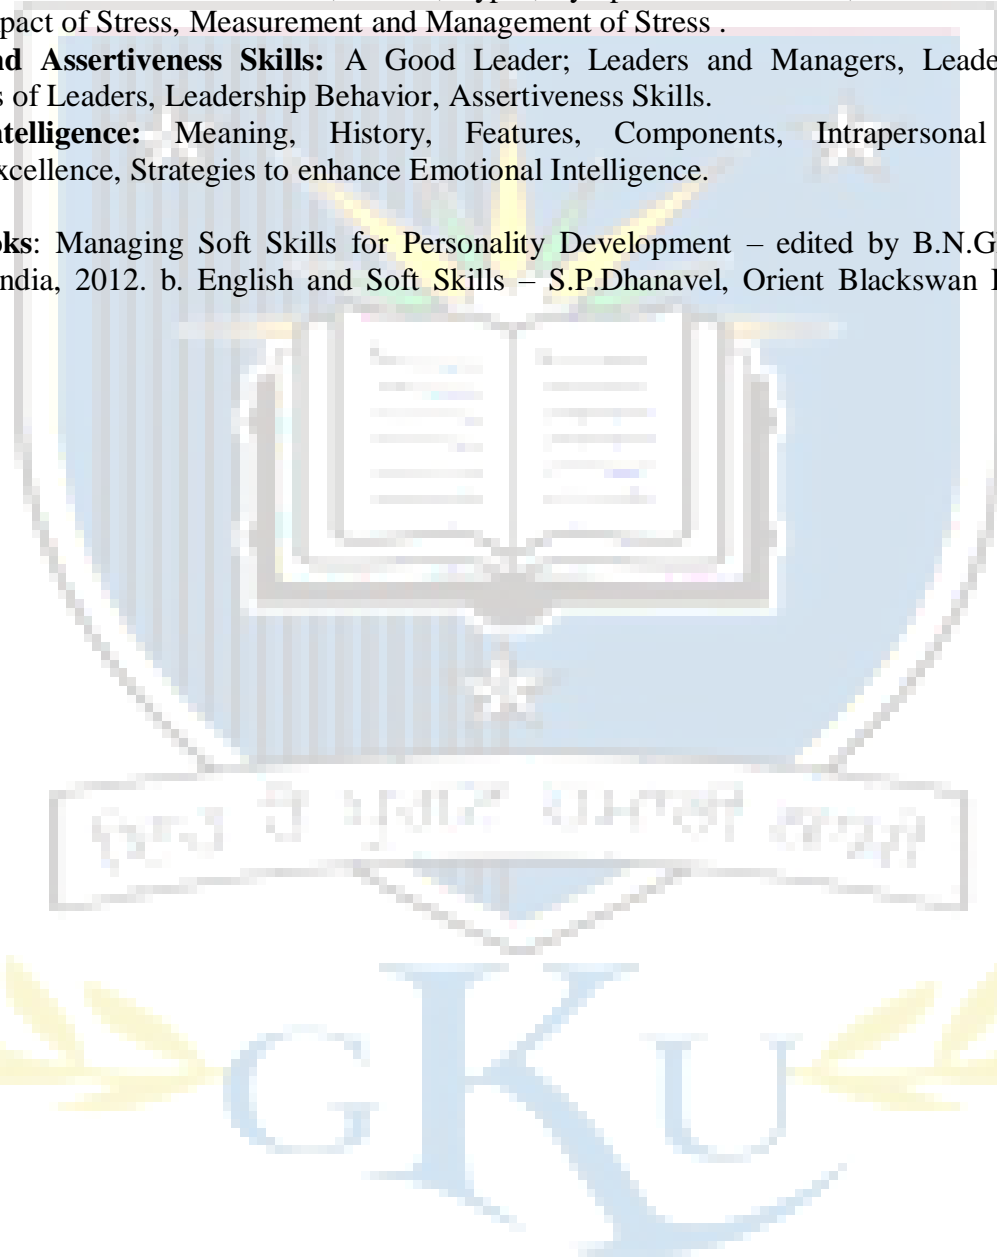 pact of Stress, Measurement and Management of Stress .
nd Assertiveness Skills: A Good Leader; Leaders and Managers, Leade
s of Leaders, Leadership Behavior, Assertiveness Skills.
ntelligence: Meaning, History, Features, Components, Intrapersonal
xcellence, Strategies to enhance Emotional Intelligence.
oks: Managing Soft Skills for Personality Development – edited by B.N.G
ndia, 2012. b. English and Soft Skills – S.P.Dhanavel, Orient Blackswan I
GKU